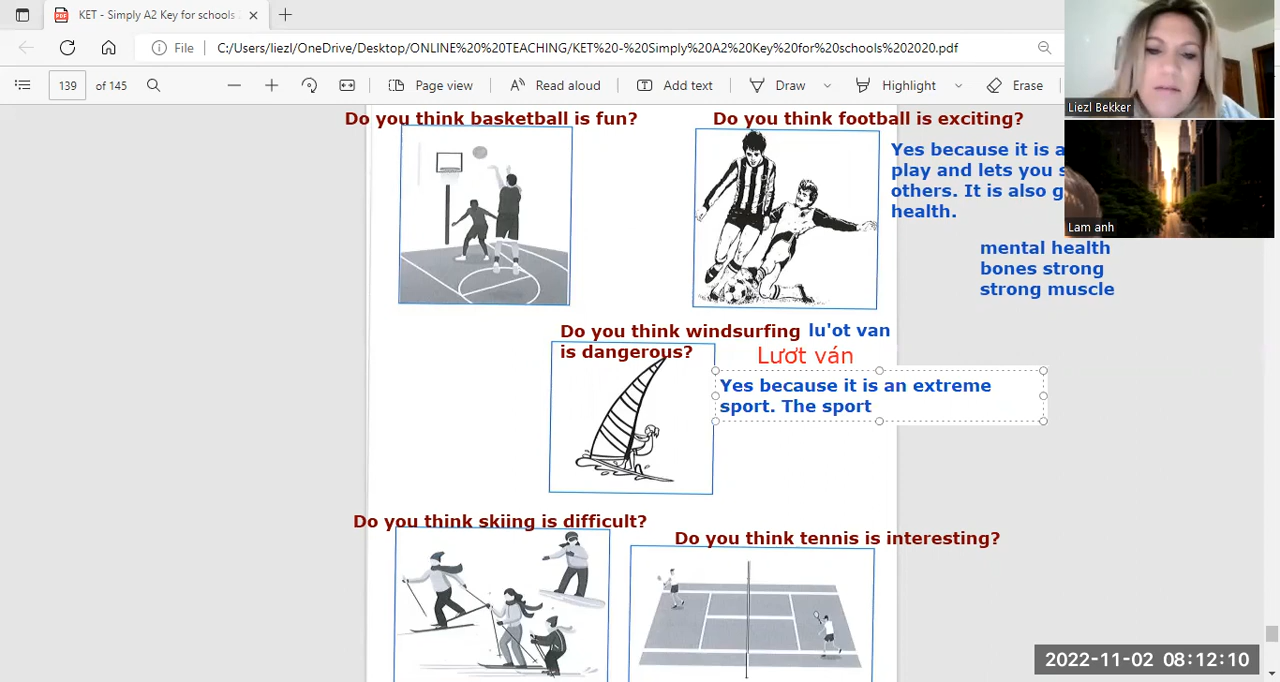 KET - Simply A2 Key for schools
File
C:/Users/liezl/OneDrive/Desktop/ONLINE%20%20TEACHING/KET%20-%20Simply%20A2%20Key%20for%20schools%202020.pdf
139 of 145
Page view
Read aloud
Add text
Draw
Highlight
Erase
Liezl Bekker
Lam anh
Do you think basketball is fun?
Do you think football is exciting?
Yes because it is a
play and lets you
others. It is also
health.
mental health
bones strong
strong muscle
Do you think windsurfing
is dangerous?
lu'ot van
Lươt ván
Yes because it is an extreme
sport. The sport
Do you think skiing is difficult?
Do you think tennis is interesting?
2022-11-02 08:12:10